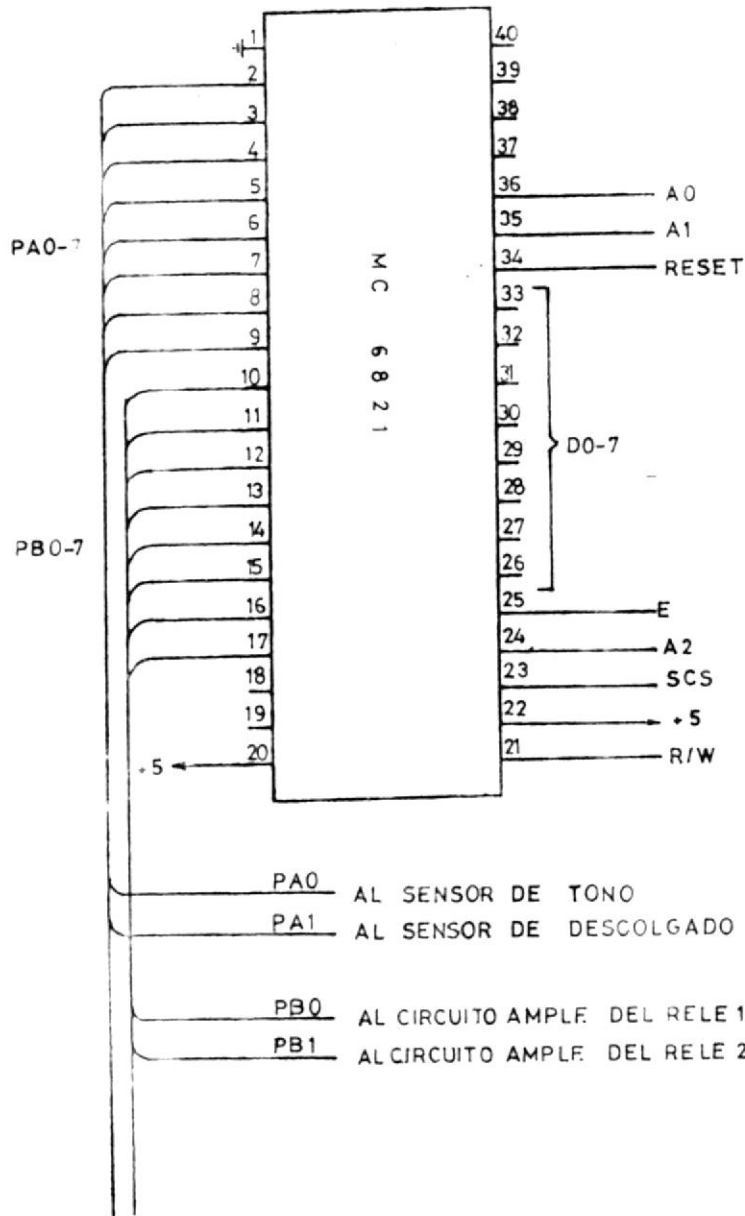 1
2
3
4
5
6
7
8
9
10
11
12
13
14
15
16
17
18
19
20
PA0-7
PB0-7
+5
MC 6821
40
39
38
37
36 A0
35 A1
34 RESET
33
32
31
30
29
28
27
26
D0-7
25 E
24 A2
23 SCS
22 +5
21 R/W
PA0 AL SENSOR DE TONO
PA1 AL SENSOR DE DESCOLGADO
PB0 AL CIRCUITO AMPLF. DEL RELE 1
PB1 AL CIRCUITO AMPLF. DEL RELE 2